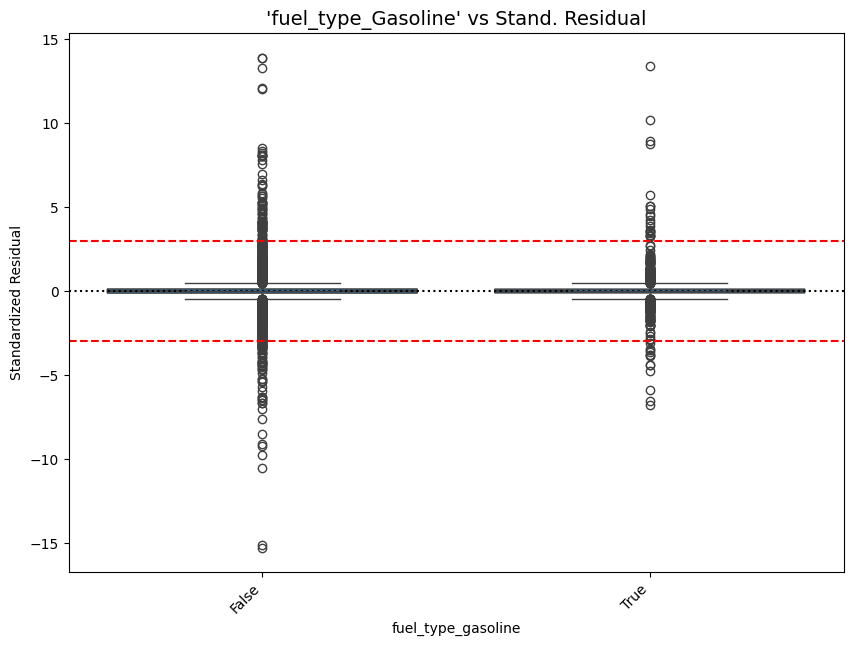 'fuel_type_Gasoline' vs Stand. Residual
15
10
5
0
−5
−10
−15
Standardized Residual
False
True
fuel_type_gasoline